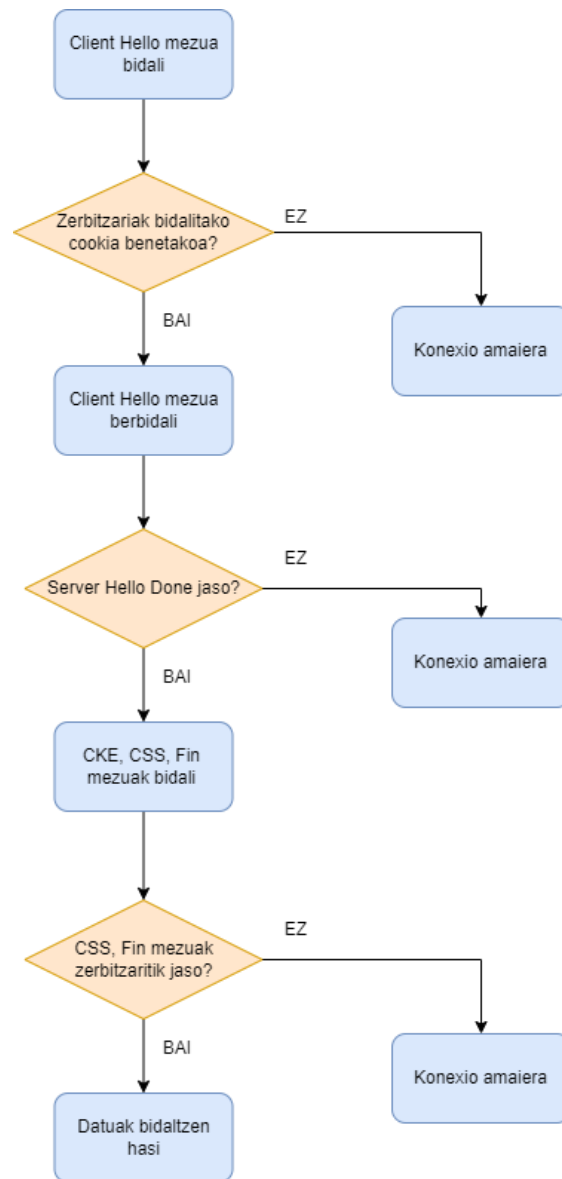 Client Hello mezua
bidali
Zerbitzariak bidalitako
cookia benetakoa?
EZ
BAI
Konexio amaiera
Client Hello mezua
berbidali
Server Hello Done jaso?
EZ
BAI
Konexio amaiera
CKE, CSS, Fin
mezuak bidali
CSS, Fin mezuak
zerbitzaritik jaso?
EZ
BAI
Konexio amaiera
Datuak bidaltzen
hasi